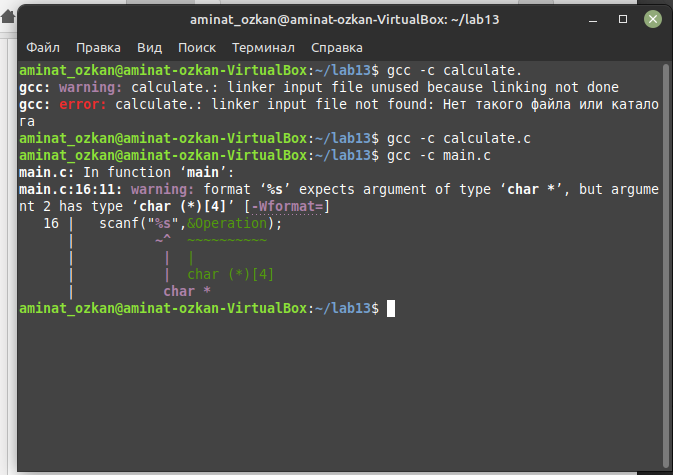 aminat_ozkan@aminat-ozkan-VirtualBox: ~/lab13
Файл Правка Вид Поиск Терминал Справка
aminat_ozkan@aminat-ozkan-VirtualBox:~/lab13$ gcc -c calculate.
gcc: warning: calculate.: linker input file unused because linking not done
gcc: error: calculate.: linker input file not found: Нет такого файла или катало
га
aminat_ozkan@aminat-ozkan-VirtualBox:~/lab13$ gcc -c calculate.c
aminat_ozkan@aminat-ozkan-VirtualBox:~/lab13$ gcc -c main.c
main.c: In function ‘main’:
main.c:16:11: warning: format ‘%s’ expects argument of type ‘char *’, but argume
nt 2 has type ‘char (*)[4]’ [-Wformat=]
   16 |   scanf("%s",&Operation);
      |          ~^  ~~~~~~~~~~
      |           |  |
      |           |  char (*)[4]
      |           char *
aminat_ozkan@aminat-ozkan-VirtualBox:~/lab13$